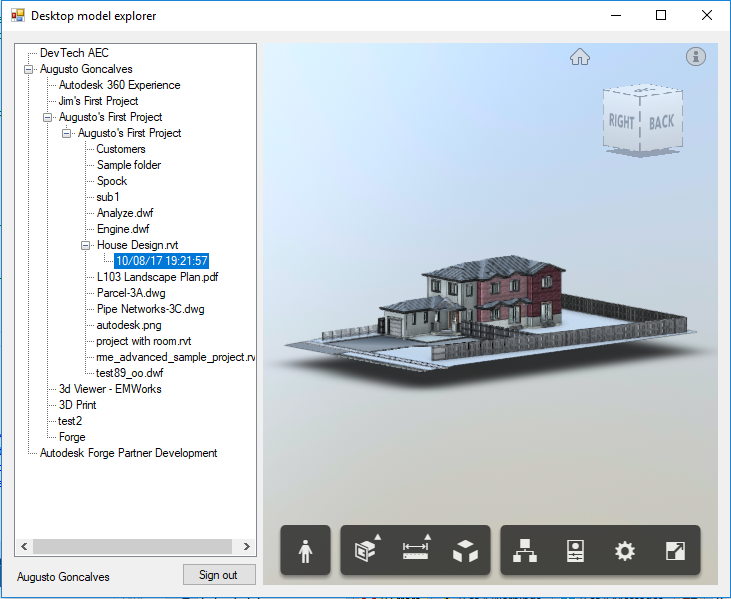 Desktop model explorer
DevTech AEC
Augusto Goncalves
Autodesk 360 Experience
Jim's First Project
Augusto's First Project
Augusto's First Project
Customers
Sample folder
Spock
sub1
Analyze.dwf
Engine.dwf
House Design.rvt
10/08/17 19:21:57
L103 Landscape Plan.pdf
Parcel-3A.dwg
Pipe Networks-3C.dwg
autodesk.png
project with room.rvt
rme_advanced_sample_project.rv
test89_oo.dwf
3d Viewer - EMWorks
3D Print
test2
Forge
Autodesk Forge Partner Development
RIGHT
BACK
Augusto Goncalves
Sign out